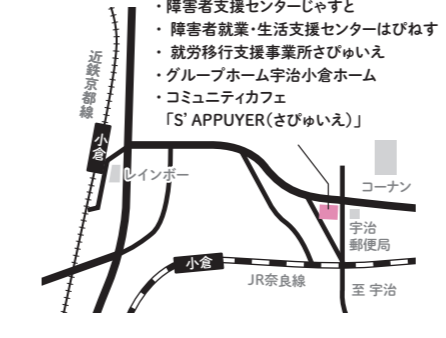 ・障害者支援センターじゃすと
・ 障害者就業・生活支援センターはぴねす
・ 就労移行支援事業所さぴゅいえ
・グループホーム宇治小倉ホーム
・コミュニティカフェ
「S' APPUYER（さぴゅいえ）」
近鉄京都線
小倉
レインボー
コーナン
宇治
郵便局
小倉
JR奈良線
至 宇治